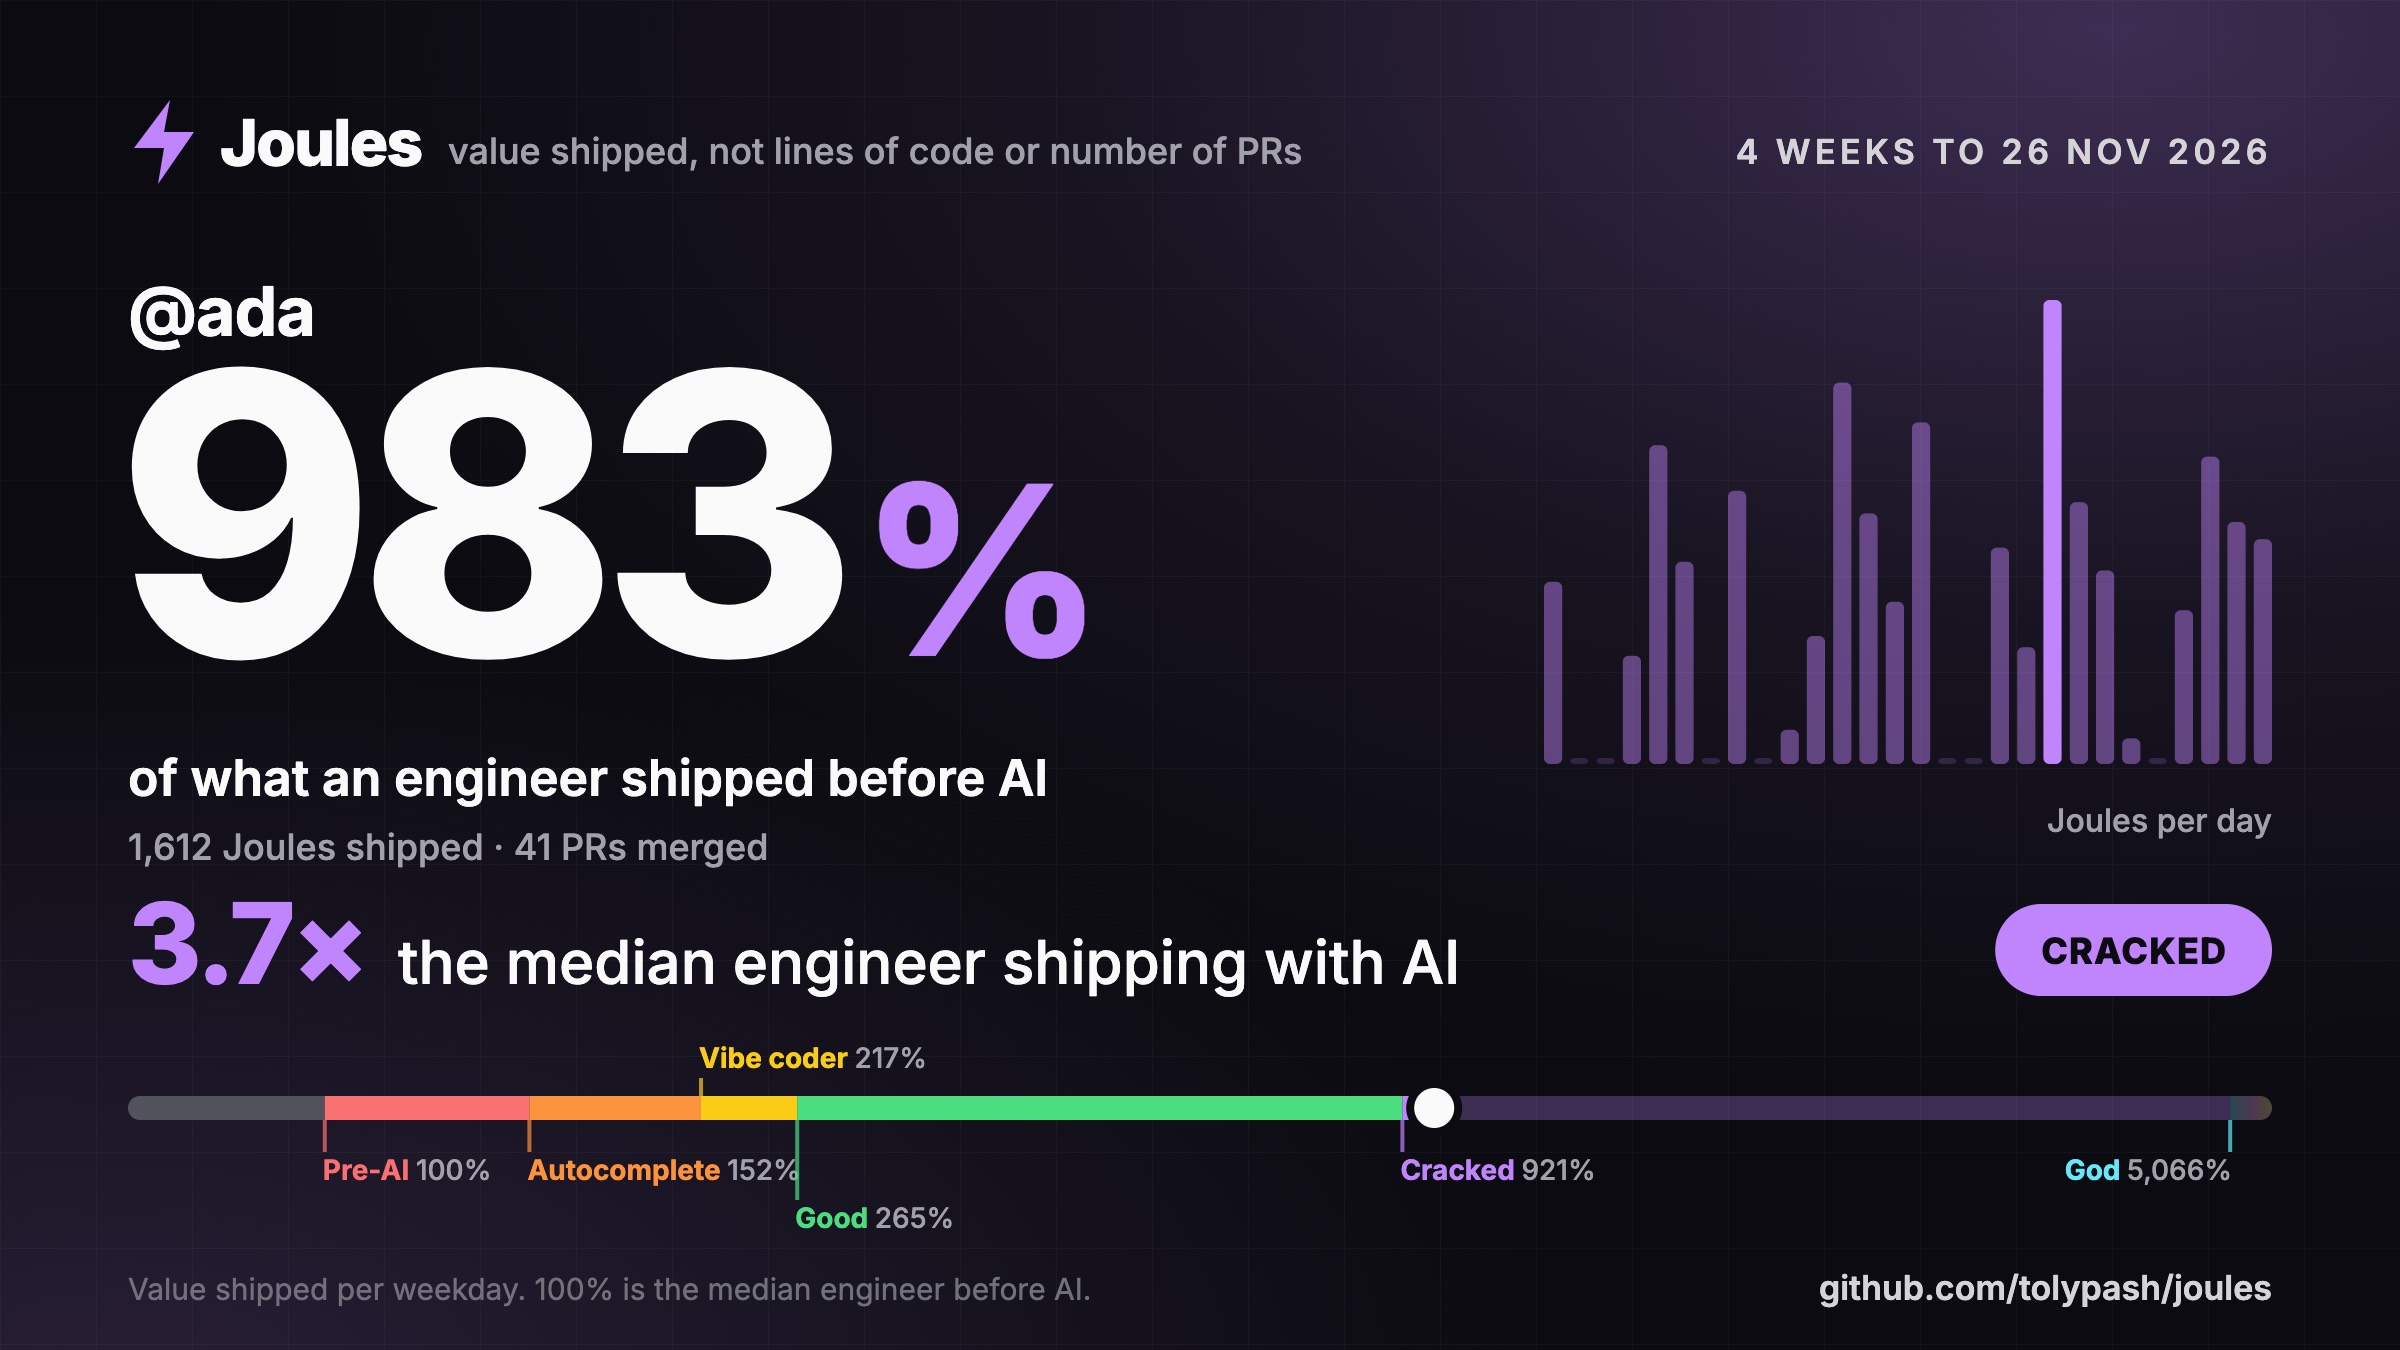 Joules value shipped, not lines of code or number of PRs
4 WEEKS TO 26 NOV 2026
@ada
983%
of what an engineer shipped before AI
1,612 Joules shipped · 41 PRs merged
Joules per day
3.7× the median engineer shipping with AI
CRACKED
Vibe coder 217%
Pre-AI 100%
Autocomplete 152%
Cracked 921%
God 5,066%
Good 265%
Value shipped per weekday. 100% is the median engineer before AI.
github.com/tolypash/joules